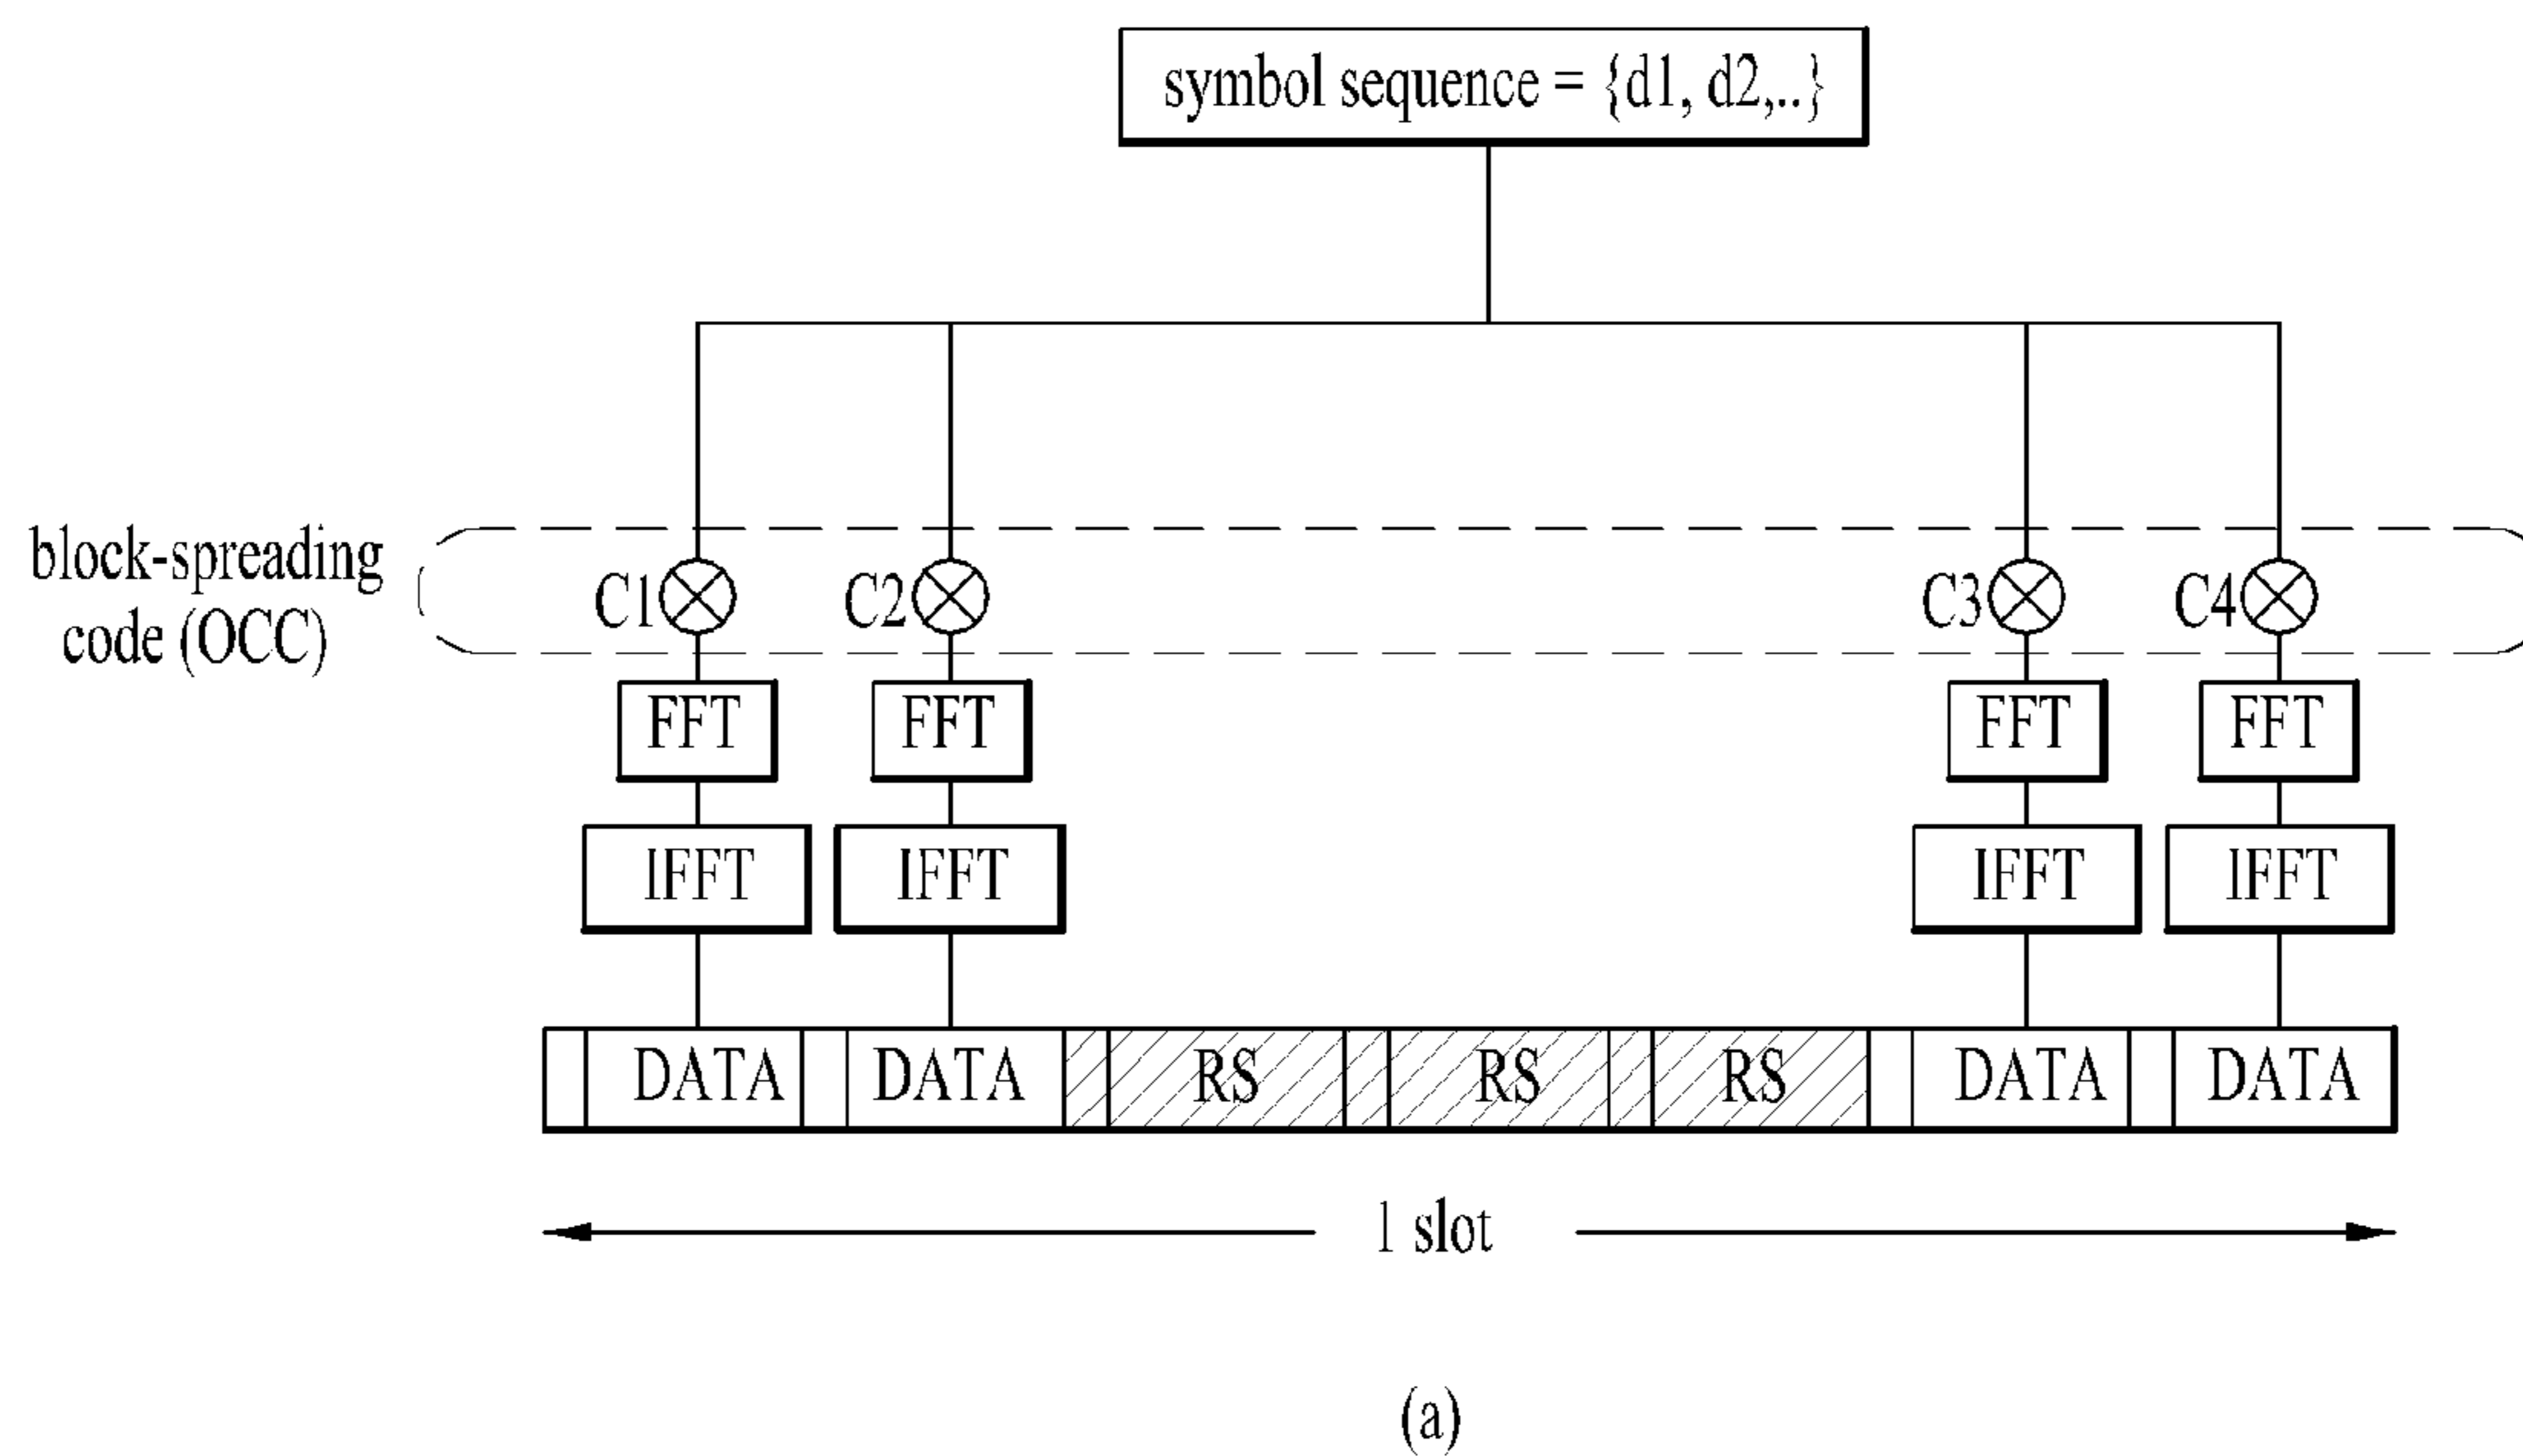 symbol sequence = {d1, d2,..}
block-spreading
code (OCC)
C1 C2 C3 C4
FFT FFT FFT FFT
IFFT IFFT IFFT IFFT
DATA DATA RS RS RS DATA DATA
1 slot
(a)